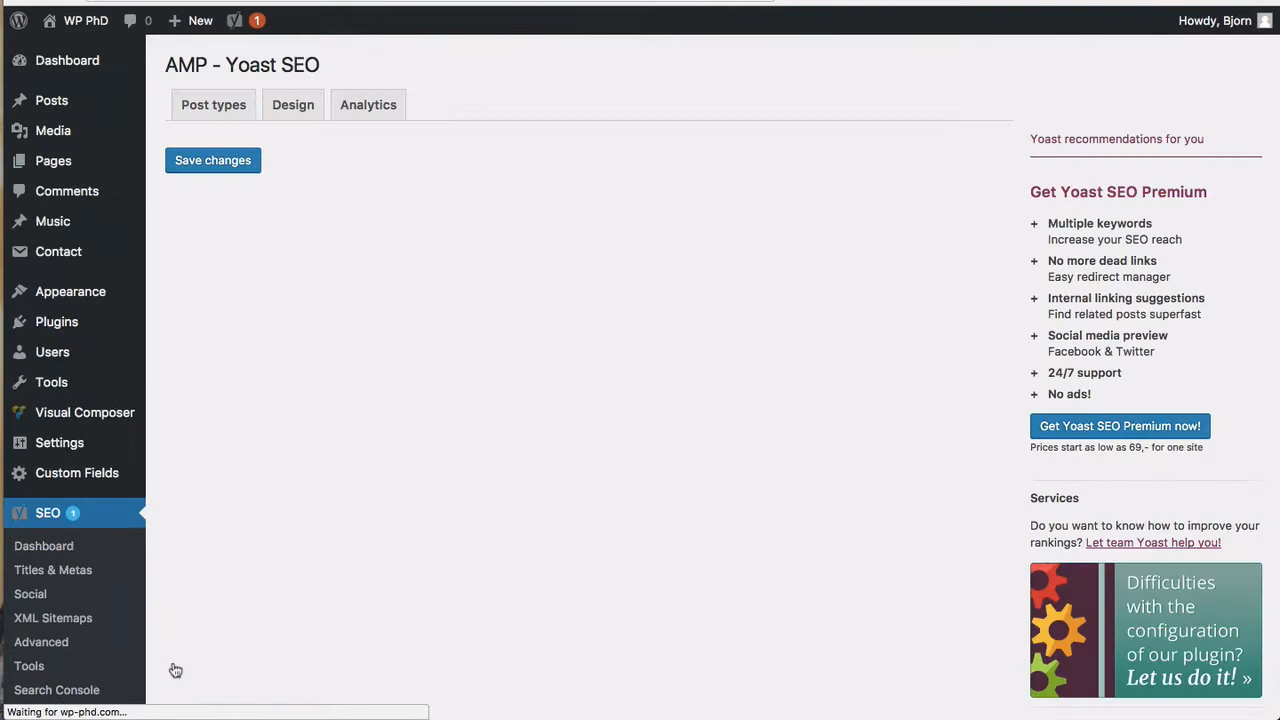 WP PhD 0 New 1 Howdy, Bjorn
Dashboard
Posts
Media
Pages
Comments
Music
Contact
Appearance
Plugins
Users
Tools
Visual Composer
Settings
Custom Fields
SEO 1
Dashboard
Titles & Metas
Social
XML Sitemaps
Advanced
Tools
Search Console
Waiting for wp-phd.com...
AMP - Yoast SEO
Post types Design Analytics
Save changes
Yoast recommendations for you
Get Yoast SEO Premium
+ Multiple keywords
Increase your SEO reach
+ No more dead links
Easy redirect manager
+ Internal linking suggestions
Find related posts superfast
+ Social media preview
Facebook & Twitter
+ 24/7 support
+ No ads!
Get Yoast SEO Premium now!
Prices start as low as 69,- for one site
Services
Do you want to know how to improve your
rankings? Let team Yoast help you!
Difficulties
with the
configuration
of our plugin?
Let us do it! »